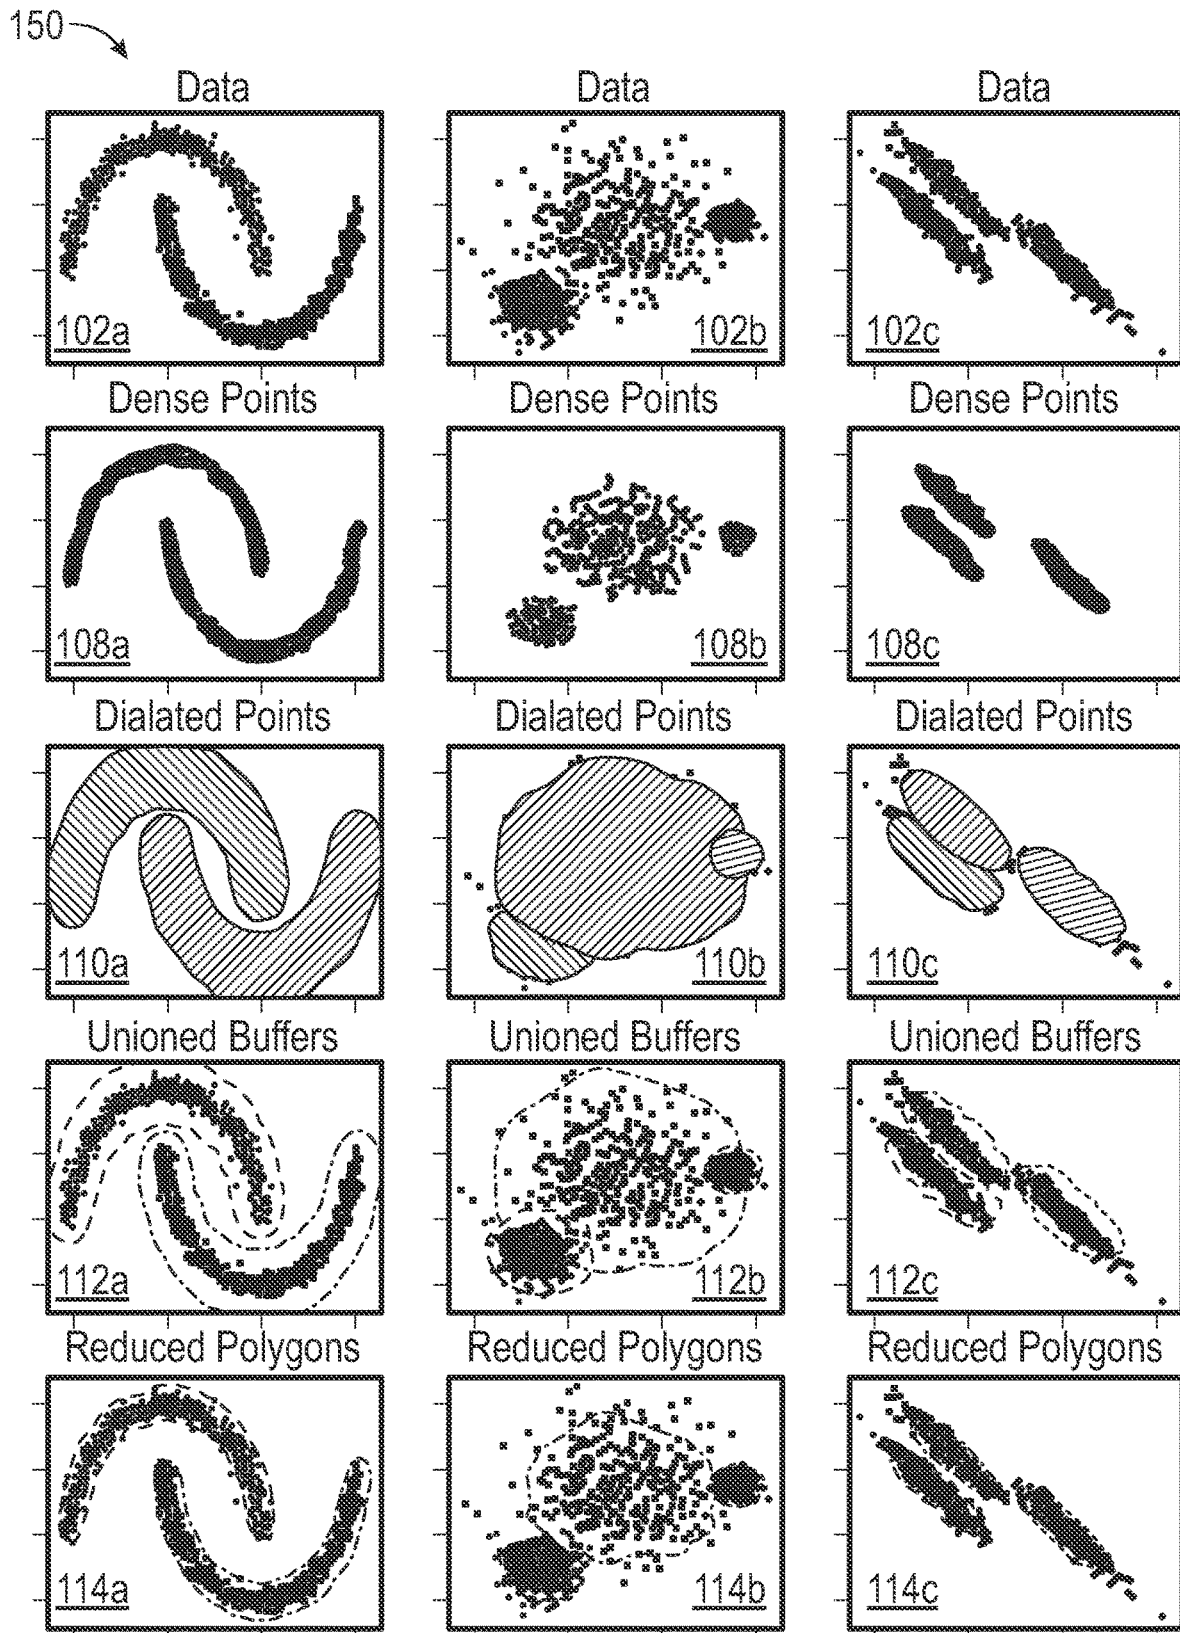 150
Data Data Data
102a 102b 102c
Dense Points Dense Points Dense Points
108a 108b 108c
Dialated Points Dialated Points Dialated Points
110a 110b 110c
Unioned Buffers Unioned Buffers Unioned Buffers
112a 112b 112c
Reduced Polygons Reduced Polygons Reduced Polygons
114a 114b 114c